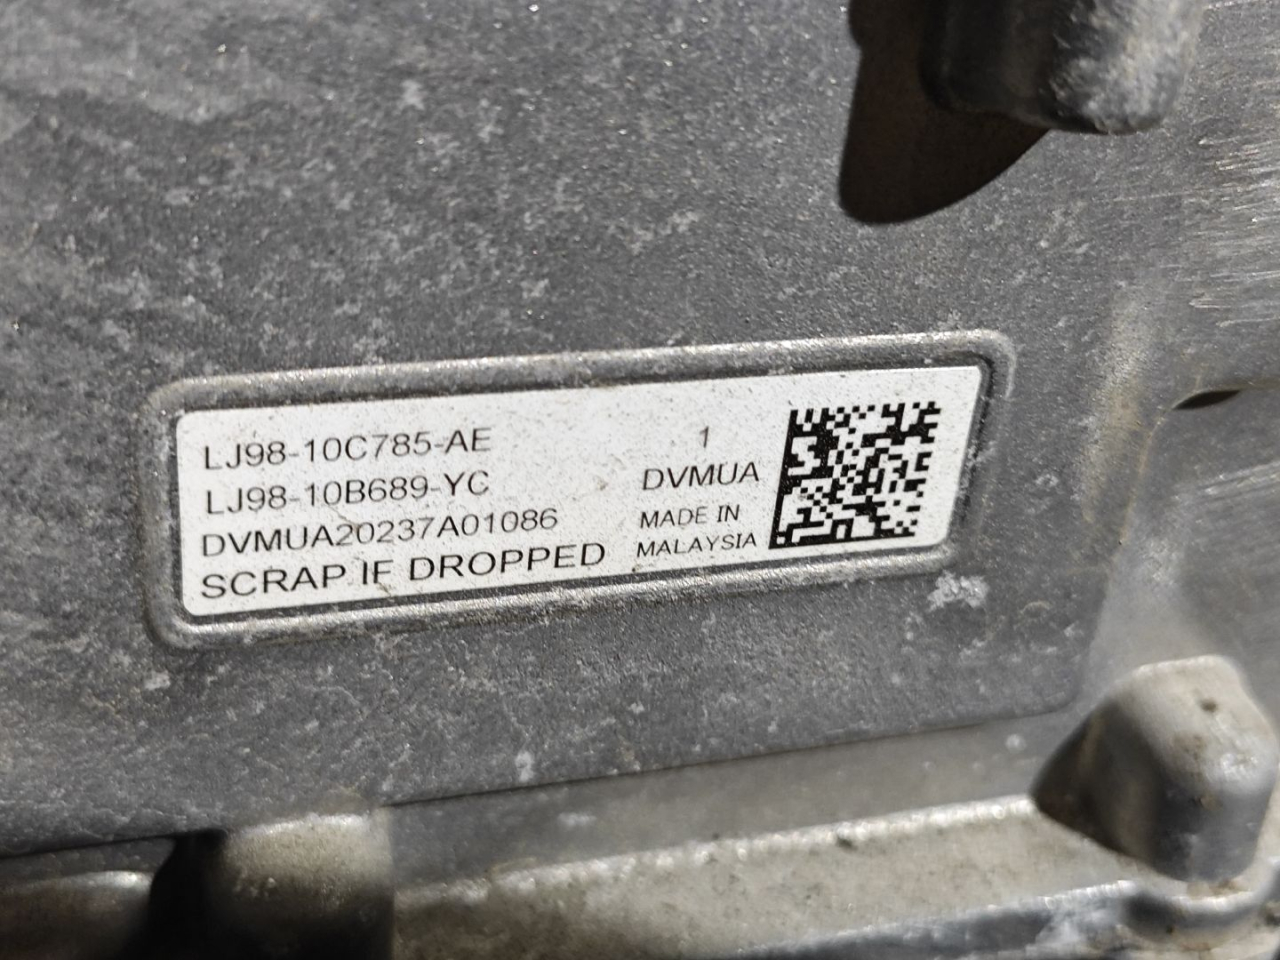 LJ98-10C785-AE
LJ98-10B689-YC
DVMUA20237A01086
SCRAP IF DROPPED
1
DVMUA
MADE IN
MALAYSIA